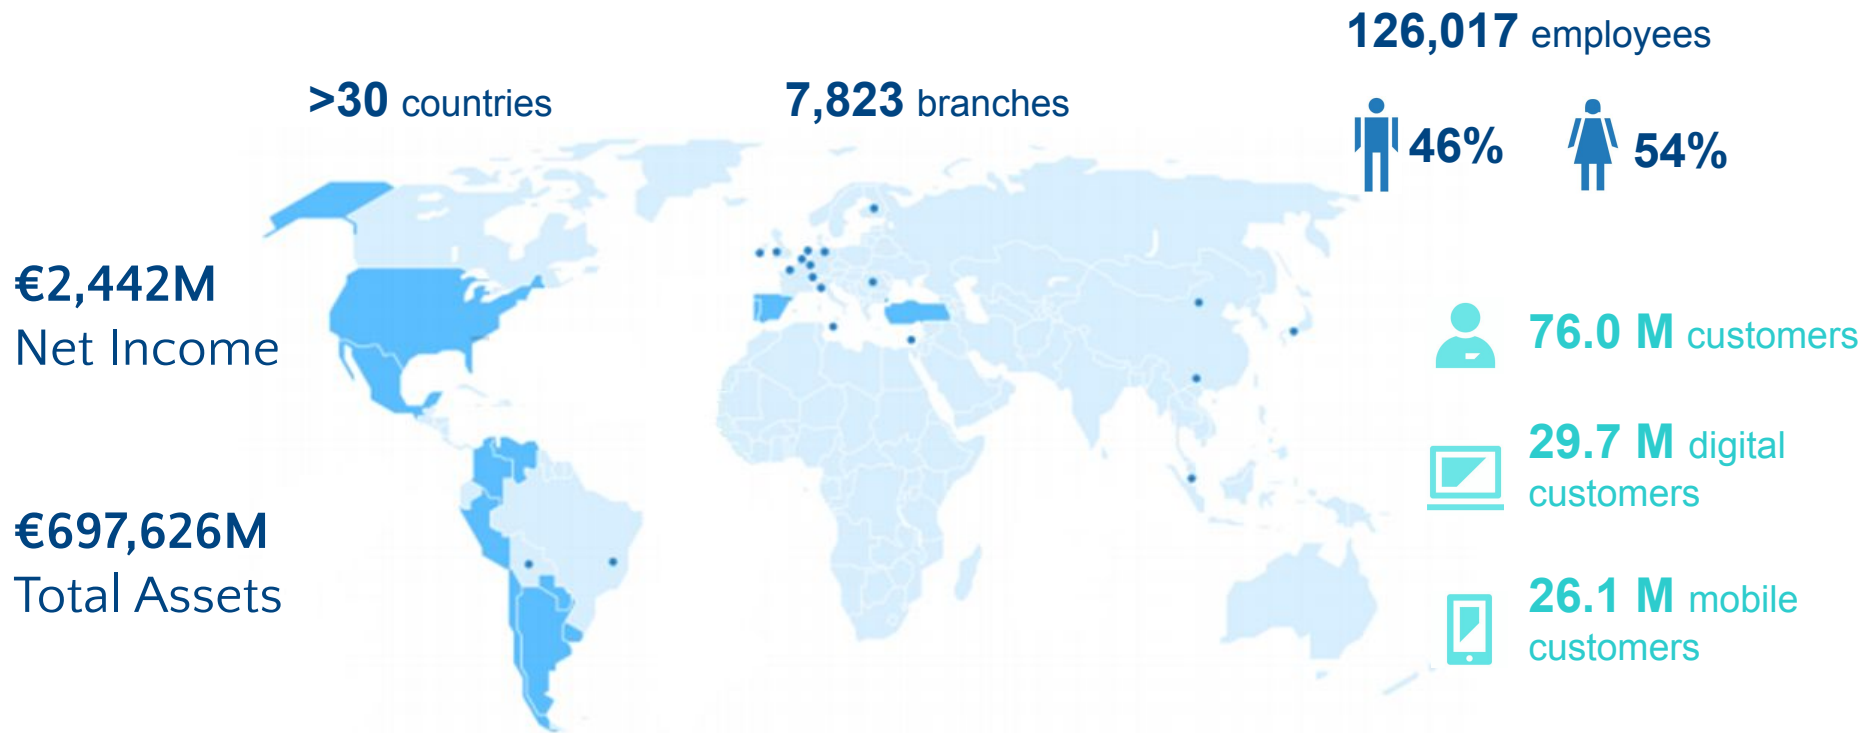 126,017 employees
>30 countries
7,823 branches
46%
54%
€2,442M
Net Income
76.0 M customers
29.7 M digital
customers
€697,626M
Total Assets
26.1 M mobile
customers